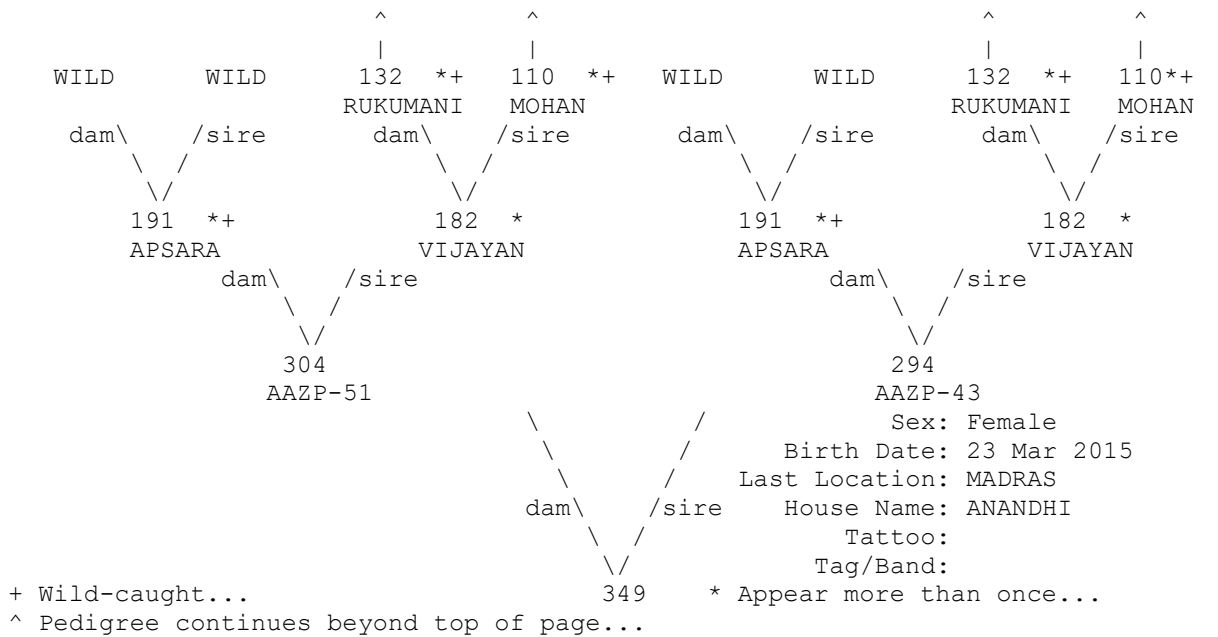 ^ ^ ^ ^
| | | |
WILD WILD 132 *+ 110 *+ WILD WILD 132 *+ 110*+
RUKUMANI MOHAN RUKUMANI MOHAN
dam\ /sire dam\ /sire dam\ /sire dam\ /sire
\ / \ / \ / \ /
\/ \/ \/ \/
191 *+ 182 * 191 *+ 182 *
APSARA VIJAYAN APSARA VIJAYAN
dam\ /sire dam\ /sire
\ / \ /
\/ \/
304 294
AAZP-51 AAZP-43
\ / Sex: Female
\ / Birth Date: 23 Mar 2015
\ / Last Location: MADRAS
dam\ /sire House Name: ANANDHI
\ / Tattoo:
\/ Tag/Band:
+ Wild-caught... 349 * Appear more than once...
^ Pedigree continues beyond top of page...